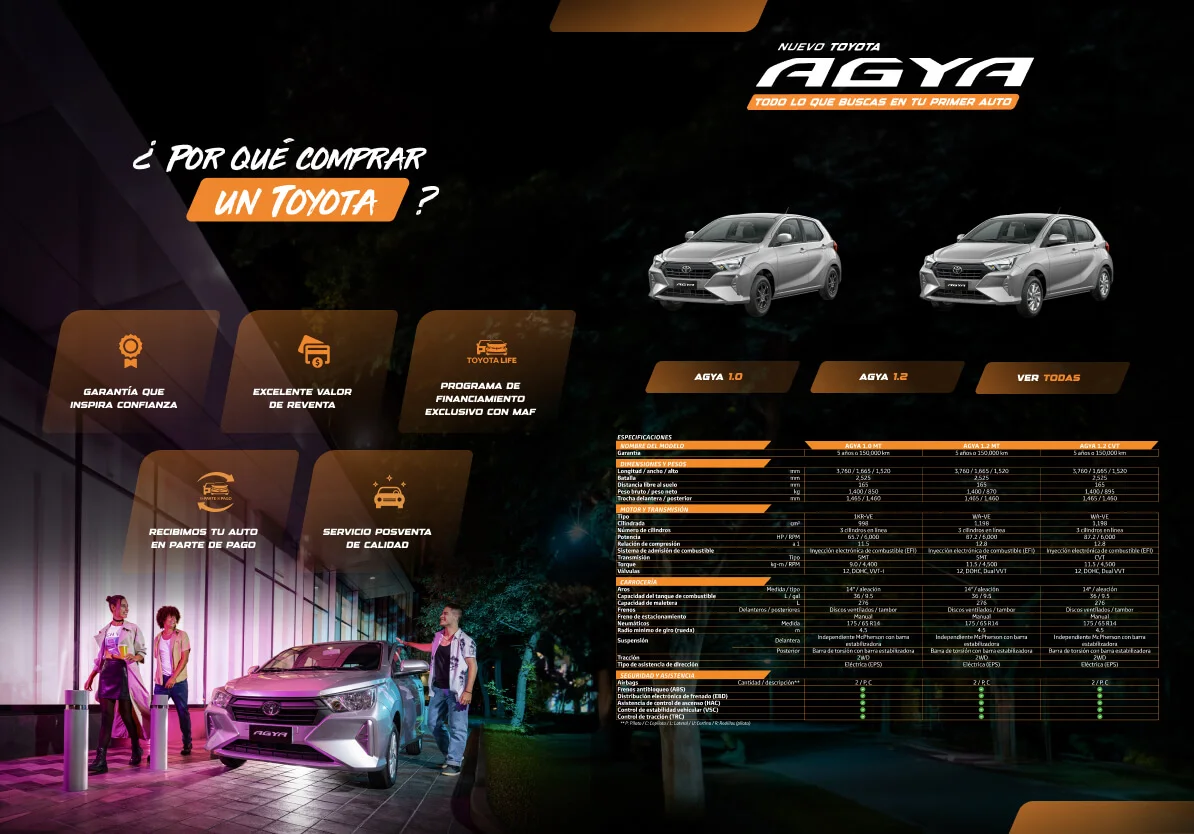 ¿ POR QUÉ COMPRAR
UN TOYOTA ?
GARANTÍA QUE
INSPIRA CONFIANZA
EXCELENTE VALOR
DE REVENTA
TOYOTA LIFE
PROGRAMA DE
FINANCIAMIENTO
EXCLUSIVO CON MAF
RECIBIMOS TU AUTO
EN PARTE DE PAGO
SERVICIO POSVENTA
DE CALIDAD
AGYA
NUEVO TOYOTA
AGYA
TODO LO QUE BUSCAS EN TU PRIMER AUTO
AGYA
AGYA
AGYA 1.0
AGYA 1.2
VER TODAS
ESPECIFICACIONES
NOMBRE DEL MODELO AGYA 1.0 MT AGYA 1.2 MT AGYA 1.2 CVT
Garantía 5 años o 150,000 km 5 años o 150,000 km 5 años o 150,000 km
DIMENSIONES Y PESOS
Longitud / ancho / alto mm 3,760 / 1,665 / 1,520 3,760 / 1,665 / 1,520 3,760 / 1,665 / 1,520
Batalla mm 2,525 2,525 2,525
Distancia libre al suelo mm 165 165 165
Peso bruto / peso neto kg 1,400 / 850 1,400 / 870 1,400 / 895
Trocha delantera / posterior mm 1,465 / 1,460 1,465 / 1,460 1,465 / 1,460
MOTOR Y TRANSMISIÓN
Tipo 1KR-VE WA-VE WA-VE
Cilindrada cm³ 998 1,198 1,198
Número de cilindros 3 cilindros en línea 3 cilindros en línea 3 cilindros en línea
Potencia HP / RPM 65.7 / 6,000 87.2 / 6,000 87.2 / 6,000
Relación de compresión a 1 11.5 12.8 12.8
Sistema de admisión de combustible Inyección electrónica de combustible (EFI) Inyección electrónica de combustible (EFI) Inyección electrónica de combustible (EFI)
Transmisión Tipo 5MT 5MT CVT
Torque kg-m / RPM 9.0 / 4,400 11.5 / 4,500 11.5 / 4,500
Válvulas 12, DOHC, VVT-i 12, DOHC, Dual VVT 12, DOHC, Dual VVT
CARROCERÍA
Aros Medida / tipo 14" / aleación 14" / aleación 14" / aleación
Capacidad del tanque de combustible L / gal 36 / 9.5 36 / 9.5 36 / 9.5
Capacidad de maletera L 276 276 276
Frenos Delanteros / posteriores Discos ventilados / tambor Discos ventilados / tambor Discos ventilados / tambor
Freno de estacionamiento Manual Manual Manual
Neumáticos Medida 175 / 65 R14 175 / 65 R14 175 / 65 R14
Radio mínimo de giro (rueda) m 4.5 4.5 4.5
Suspensión Delantera Independiente McPherson con barra estabilizadora Independiente McPherson con barra estabilizadora Independiente McPherson con barra estabilizadora
Posterior Barra de torsión con barra estabilizadora Barra de torsión con barra estabilizadora Barra de torsión con barra estabilizadora
Tracción 2WD 2WD 2WD
Tipo de asistencia de dirección Eléctrica (EPS) Eléctrica (EPS) Eléctrica (EPS)
SEGURIDAD Y ASISTENCIA
Airbags Cantidad / descripción** 2 / P, C 2 / P, C 2 / P, C
Frenos antibloqueo (ABS)
Distribución electrónica de frenado (EBD)
Asistencia de control de ascenso (HAC)
Control de estabilidad vehicular (VSC)
Control de tracción (TRC)
** P: Piloto / C: Copiloto / L: Lateral / U: Cortina / R: Rodillas (piloto)